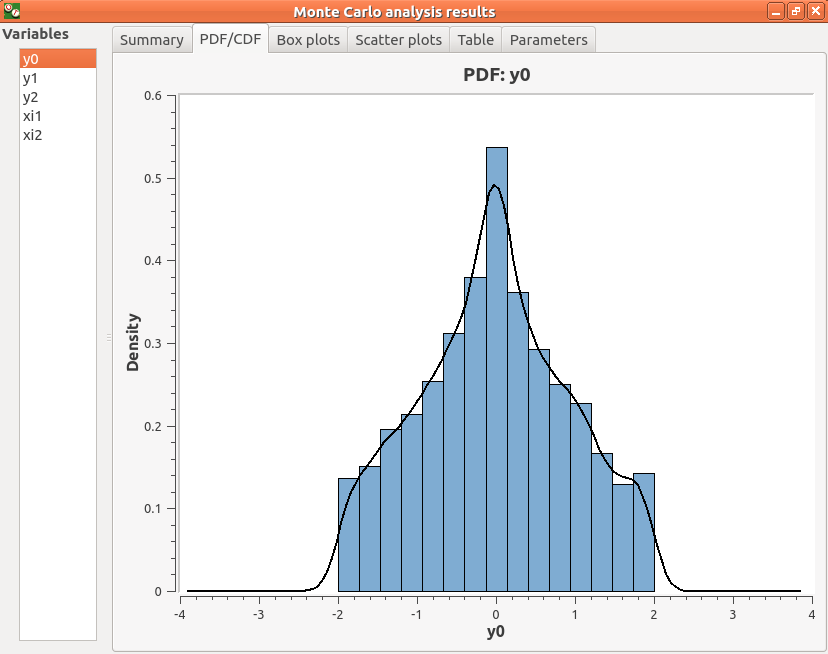 Monte Carlo analysis results
Variables
y0
y1
y2
xi1
xi2
Summary
PDF/CDF
Box plots
Scatter plots
Table
Parameters
PDF: y0
0.6
0.5
0.4
0.3
0.2
0.1
0
Density
-4
-3
-2
-1
0
1
2
3
4
y0